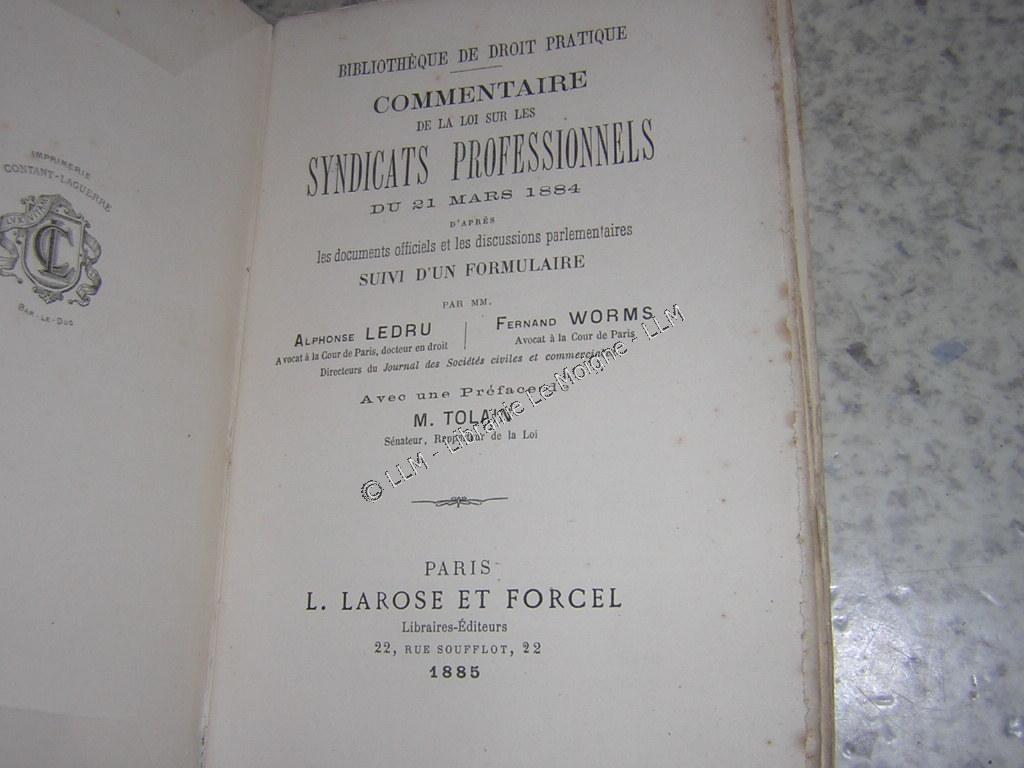 IMPRIMERIE
CONTANT-LAGUERRE
LVX VITÆ
CL
BAR-LE-DUC
BIBLIOTHÈQUE DE DROIT PRATIQUE
COMMENTAIRE
DE LA LOI SUR LES
SYNDICATS PROFESSIONNELS
DU 21 MARS 1884
D'APRÈS
les documents officiels et les discussions parlementaires
SUIVI D'UN FORMULAIRE
PAR MM.
ALPHONSE LEDRU
Avocat à la Cour de Paris, docteur en droit
FERNAND WORMS
Avocat à la Cour de Paris
Directeurs du Journal des Sociétés civiles et commerciales
Avec une Préface de
M. TOLAIN
Sénateur, Rapporteur de la Loi
© LLM - Librairie Le Moigne - LLM
PARIS
L. LAROSE ET FORCEL
Libraires-Éditeurs
22, RUE SOUFFLOT, 22
1885